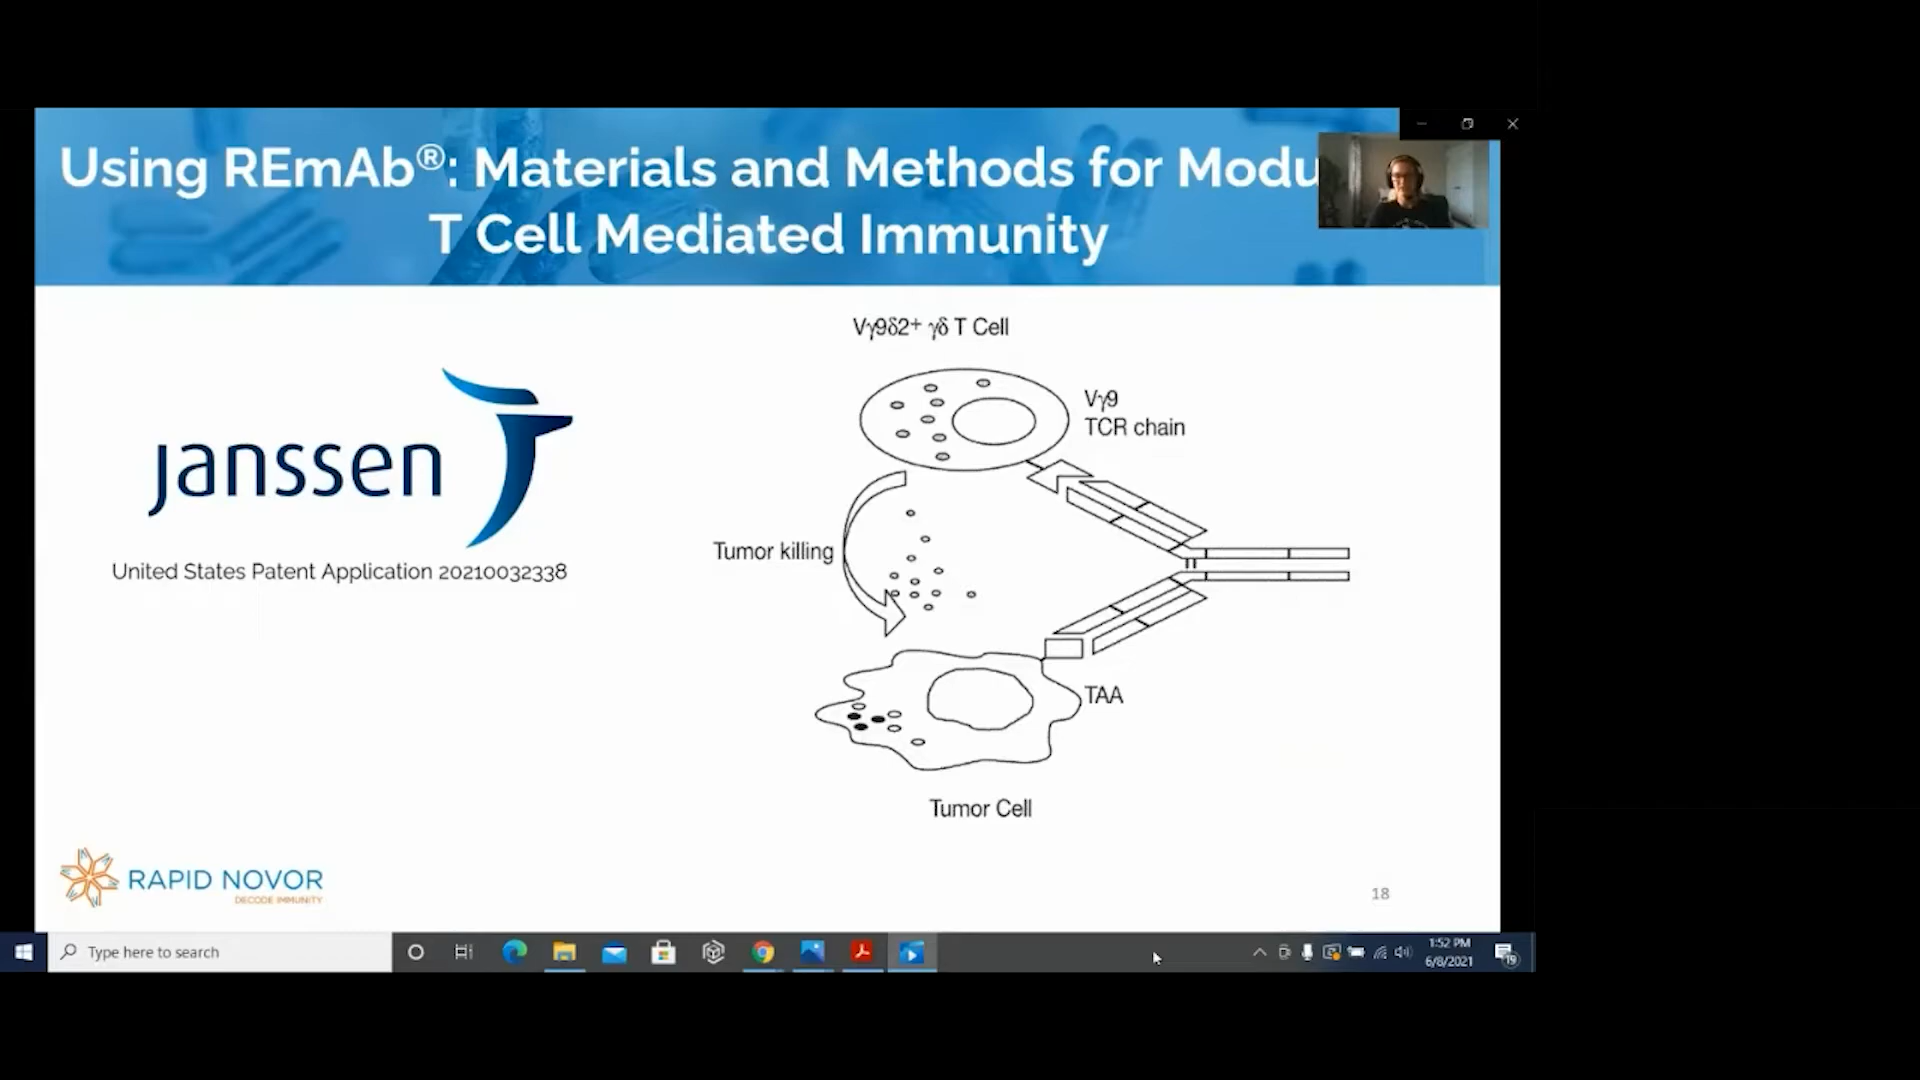 Using REmAb®: Materials and Methods for Modu
T Cell Mediated Immunity
Vγ9δ2+ γδ T Cell
Vγ9
TCR chain
janssen
Tumor killing
United States Patent Application 20210032338
TAA
Tumor Cell
RAPID NOVOR
DECODE IMMUNITY
18
Type here to search
1:52 PM
6/8/2021
19